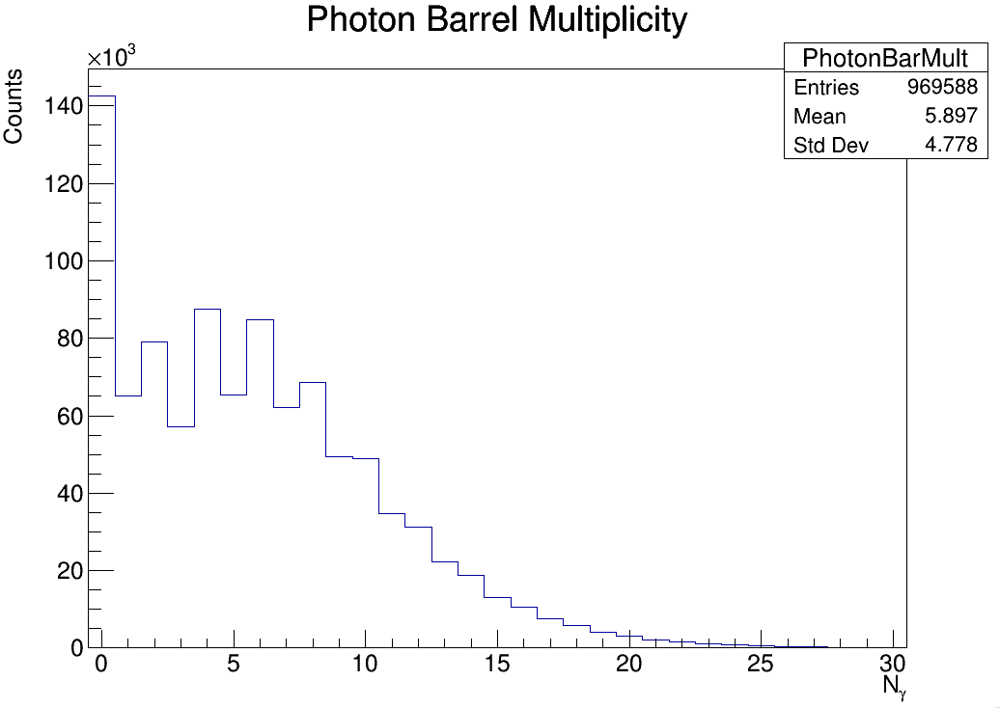 Photon Barrel Multiplicity
×10³
PhotonBarMult
Entries 969588
Mean 5.897
Std Dev 4.778
Counts
140
120
100
80
60
40
20
0
0 5 10 15 20 25 30
Nγ